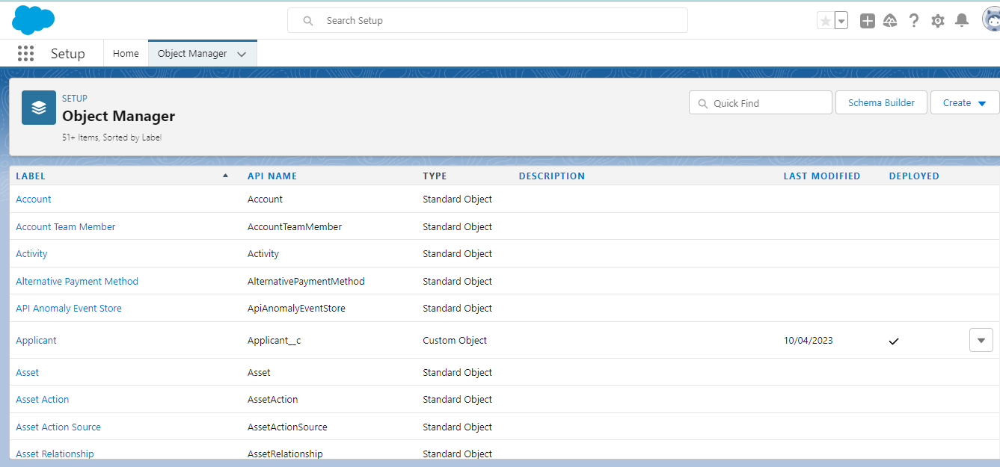 Search Setup
Setup Home Object Manager
SETUP
Object Manager
51+ Items, Sorted by Label
Quick Find Schema Builder Create
LABEL API NAME TYPE DESCRIPTION LAST MODIFIED DEPLOYED
Account Account Standard Object
Account Team Member AccountTeamMember Standard Object
Activity Activity Standard Object
Alternative Payment Method AlternativePaymentMethod Standard Object
API Anomaly Event Store ApiAnomalyEventStore Standard Object
Applicant Applicant__c Custom Object 10/04/2023
Asset Asset Standard Object
Asset Action AssetAction Standard Object
Asset Action Source AssetActionSource Standard Object
Asset Relationship AssetRelationship Standard Object